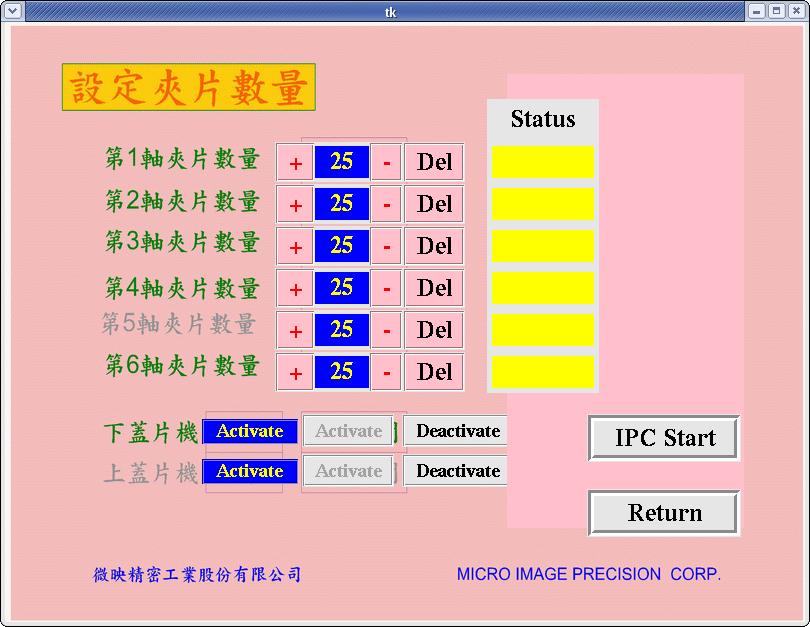 tk
設定夾片數量
Status
第1軸夾片數量 + 25 - Del
第2軸夾片數量 + 25 - Del
第3軸夾片數量 + 25 - Del
第4軸夾片數量 + 25 - Del
第5軸夾片數量 + 25 - Del
第6軸夾片數量 + 25 - Del
下蓋片機 Activate Activate Deactivate
IPC Start
上蓋片機 Activate Activate Deactivate
Return
微映精密工業股份有限公司 MICRO IMAGE PRECISION CORP.